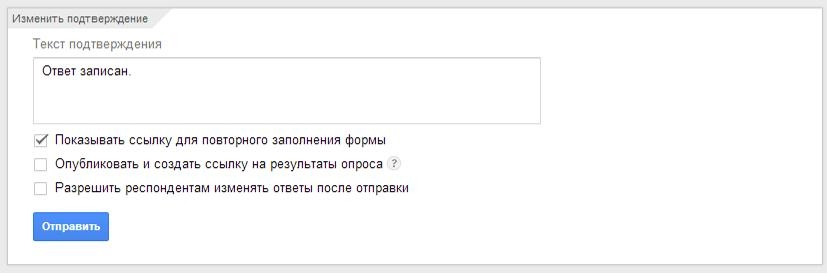 Изменить подтверждение
Текст подтверждения
Ответ записан.
Показывать ссылку для повторного заполнения формы
Опубликовать и создать ссылку на результаты опроса ?
Разрешить респондентам изменять ответы после отправки
Отправить